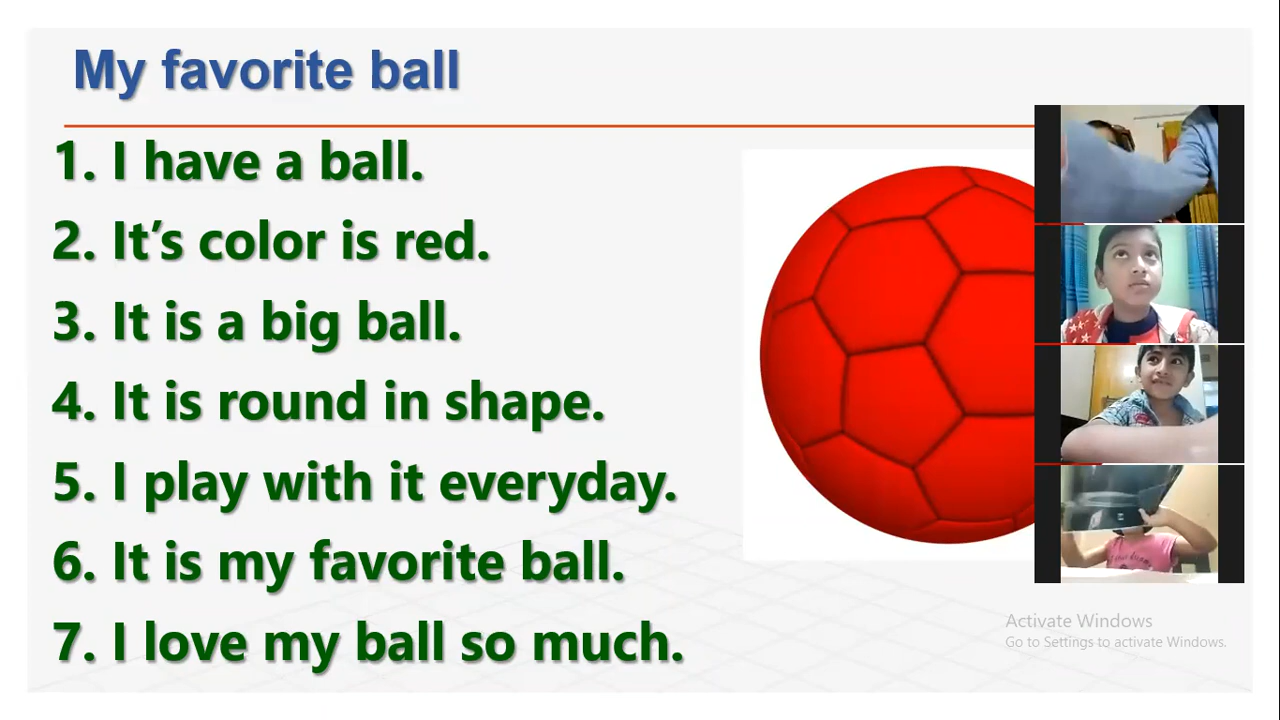 My favorite ball
1. I have a ball.
2. It's color is red.
3. It is a big ball.
4. It is round in shape.
5. I play with it everyday.
6. It is my favorite ball.
7. I love my ball so much.
Activate Windows
Go to Settings to activate Windows.